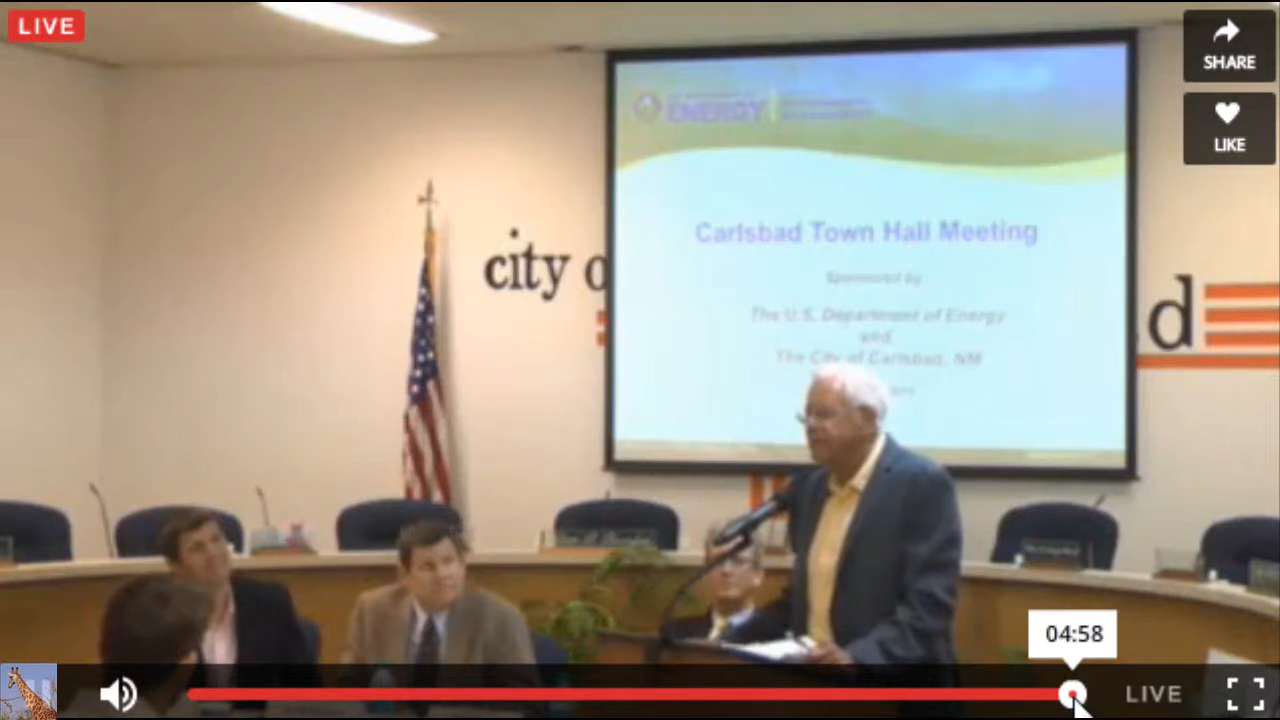 LIVE
SHARE
LIKE
ENERGY
Carlsbad Town Hall Meeting
Sponsored by
The U.S. Department of Energy
and
The City of Carlsbad, NM
city o
d
04:58
LIVE